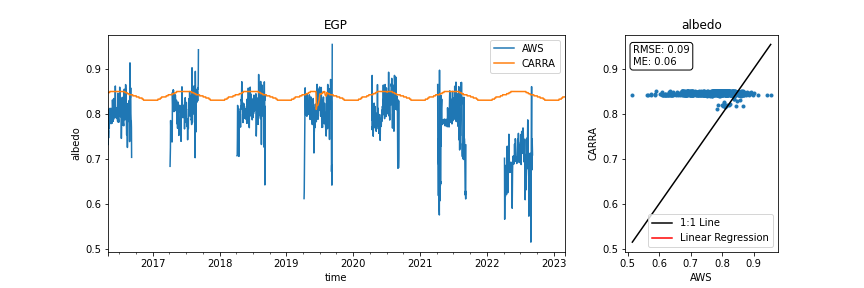 EGP
albedo
0.9
0.8
0.7
0.6
0.5
2017
2018
2019
2020
2021
2022
2023
time
AWS
CARRA
albedo
CARRA
0.9
0.8
0.7
0.6
0.5
0.5
0.6
0.7
0.8
0.9
AWS
RMSE: 0.09
ME: 0.06
1:1 Line
Linear Regression